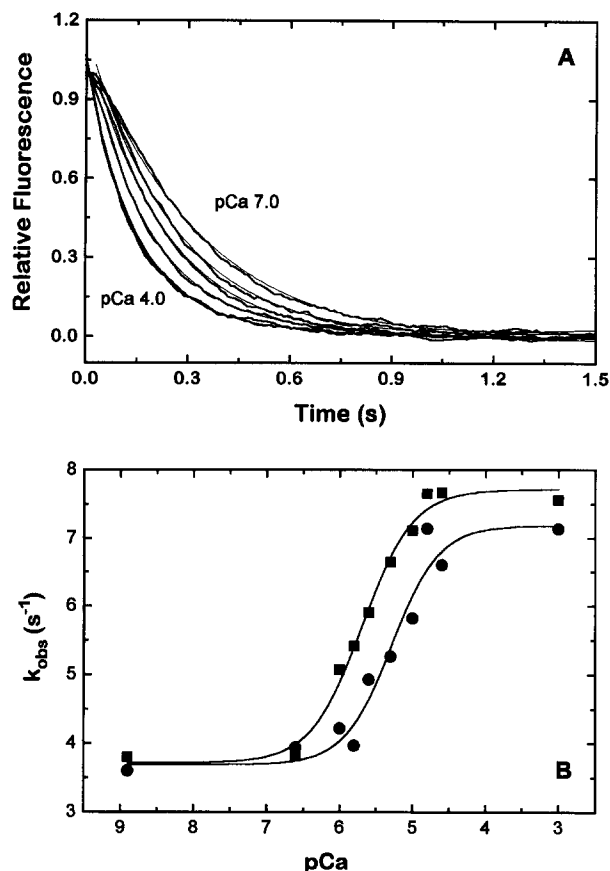 1.2
0.9
0.6
0.3
0.0
Relative Fluorescence
A
pCa 7.0
pCa 4.0
0.0 0.3 0.6 0.9 1.2 1.5
Time (s)
8
7
6
5
4
3
k_obs (s^-1)
B
9 8 7 6 5 4 3
pCa